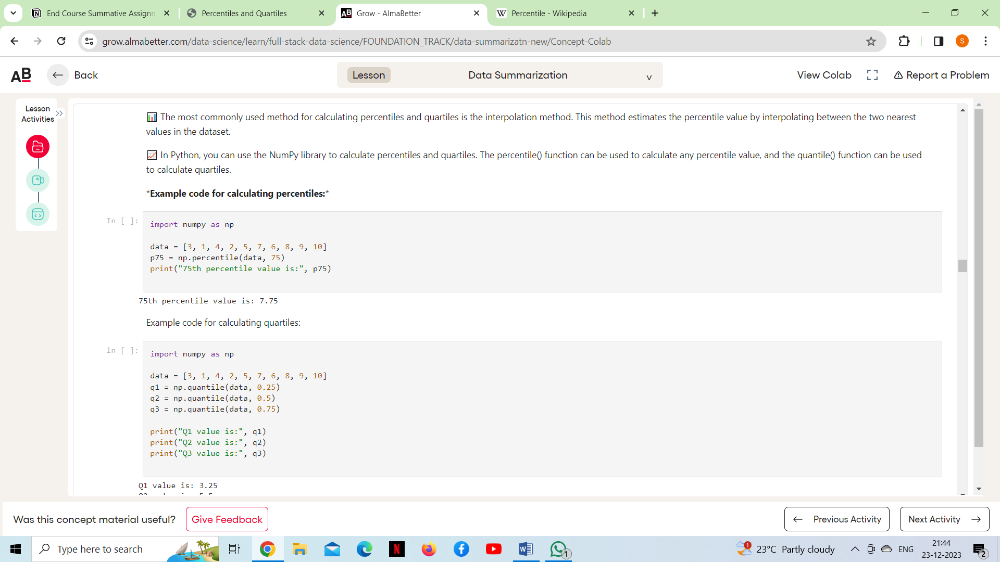 End Course Summative Assignn
Percentiles and Quartiles
Grow - AlmaBetter
Percentile - Wikipedia
grow.almabetter.com/data-science/learn/full-stack-data-science/FOUNDATION_TRACK/data-summarizatn-new/Concept-Colab
S
AB
Back
Lesson
Data Summarization
View Colab
Report a Problem
Lesson
Activities
The most commonly used method for calculating percentiles and quartiles is the interpolation method. This method estimates the percentile value by interpolating between the two nearest
values in the dataset.
In Python, you can use the NumPy library to calculate percentiles and quartiles. The percentile() function can be used to calculate any percentile value, and the quantile() function can be used
to calculate quartiles.
*Example code for calculating percentiles:*
In [ ]:
import numpy as np
data = [3, 1, 4, 2, 5, 7, 6, 8, 9, 10]
p75 = np.percentile(data, 75)
print("75th percentile value is:", p75)
75th percentile value is: 7.75
Example code for calculating quartiles:
In [ ]:
import numpy as np
data = [3, 1, 4, 2, 5, 7, 6, 8, 9, 10]
q1 = np.quantile(data, 0.25)
q2 = np.quantile(data, 0.5)
q3 = np.quantile(data, 0.75)
print("Q1 value is:", q1)
print("Q2 value is:", q2)
print("Q3 value is:", q3)
Q1 value is: 3.25
Was this concept material useful?
Give Feedback
Previous Activity
Next Activity
Type here to search
1
1
23°C Partly cloudy
ENG
21:44
23-12-2023
2